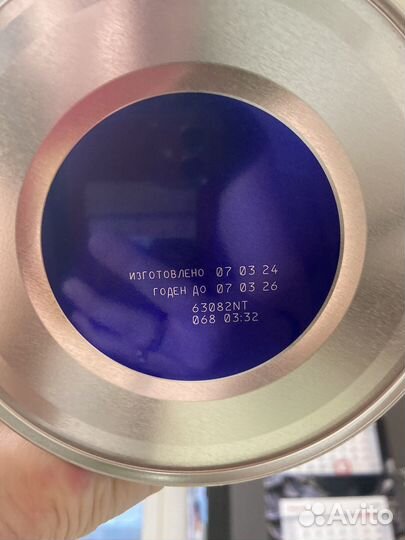 ИЗГОТОВЛЕНО 07 03 24
ГОДЕН ДО 07 03 26
63082NT
068 03:32
Avito